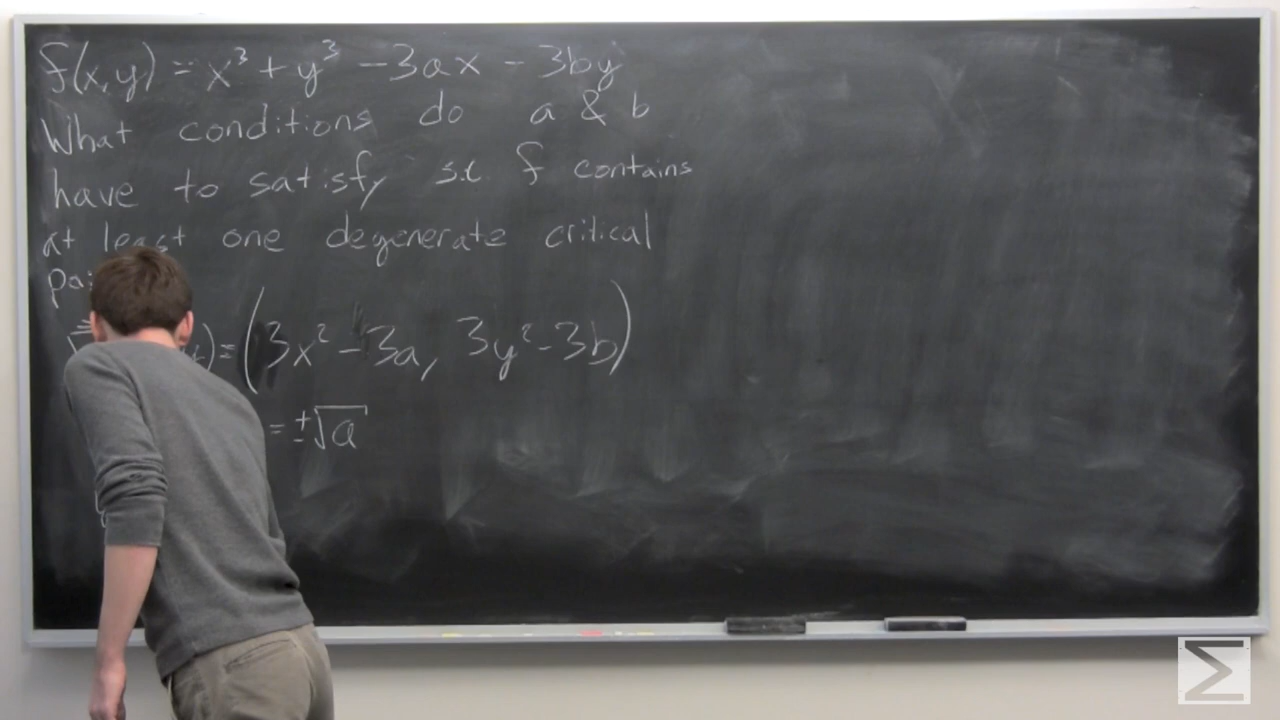 f(x,y) = x³ + y³ - 3ax - 3by
What conditions do a & b
have to satisfy s.t. f contains
at least one degenerate critical
) = (3x² - 3a, 3y² - 3b)
= ±√a
Σ